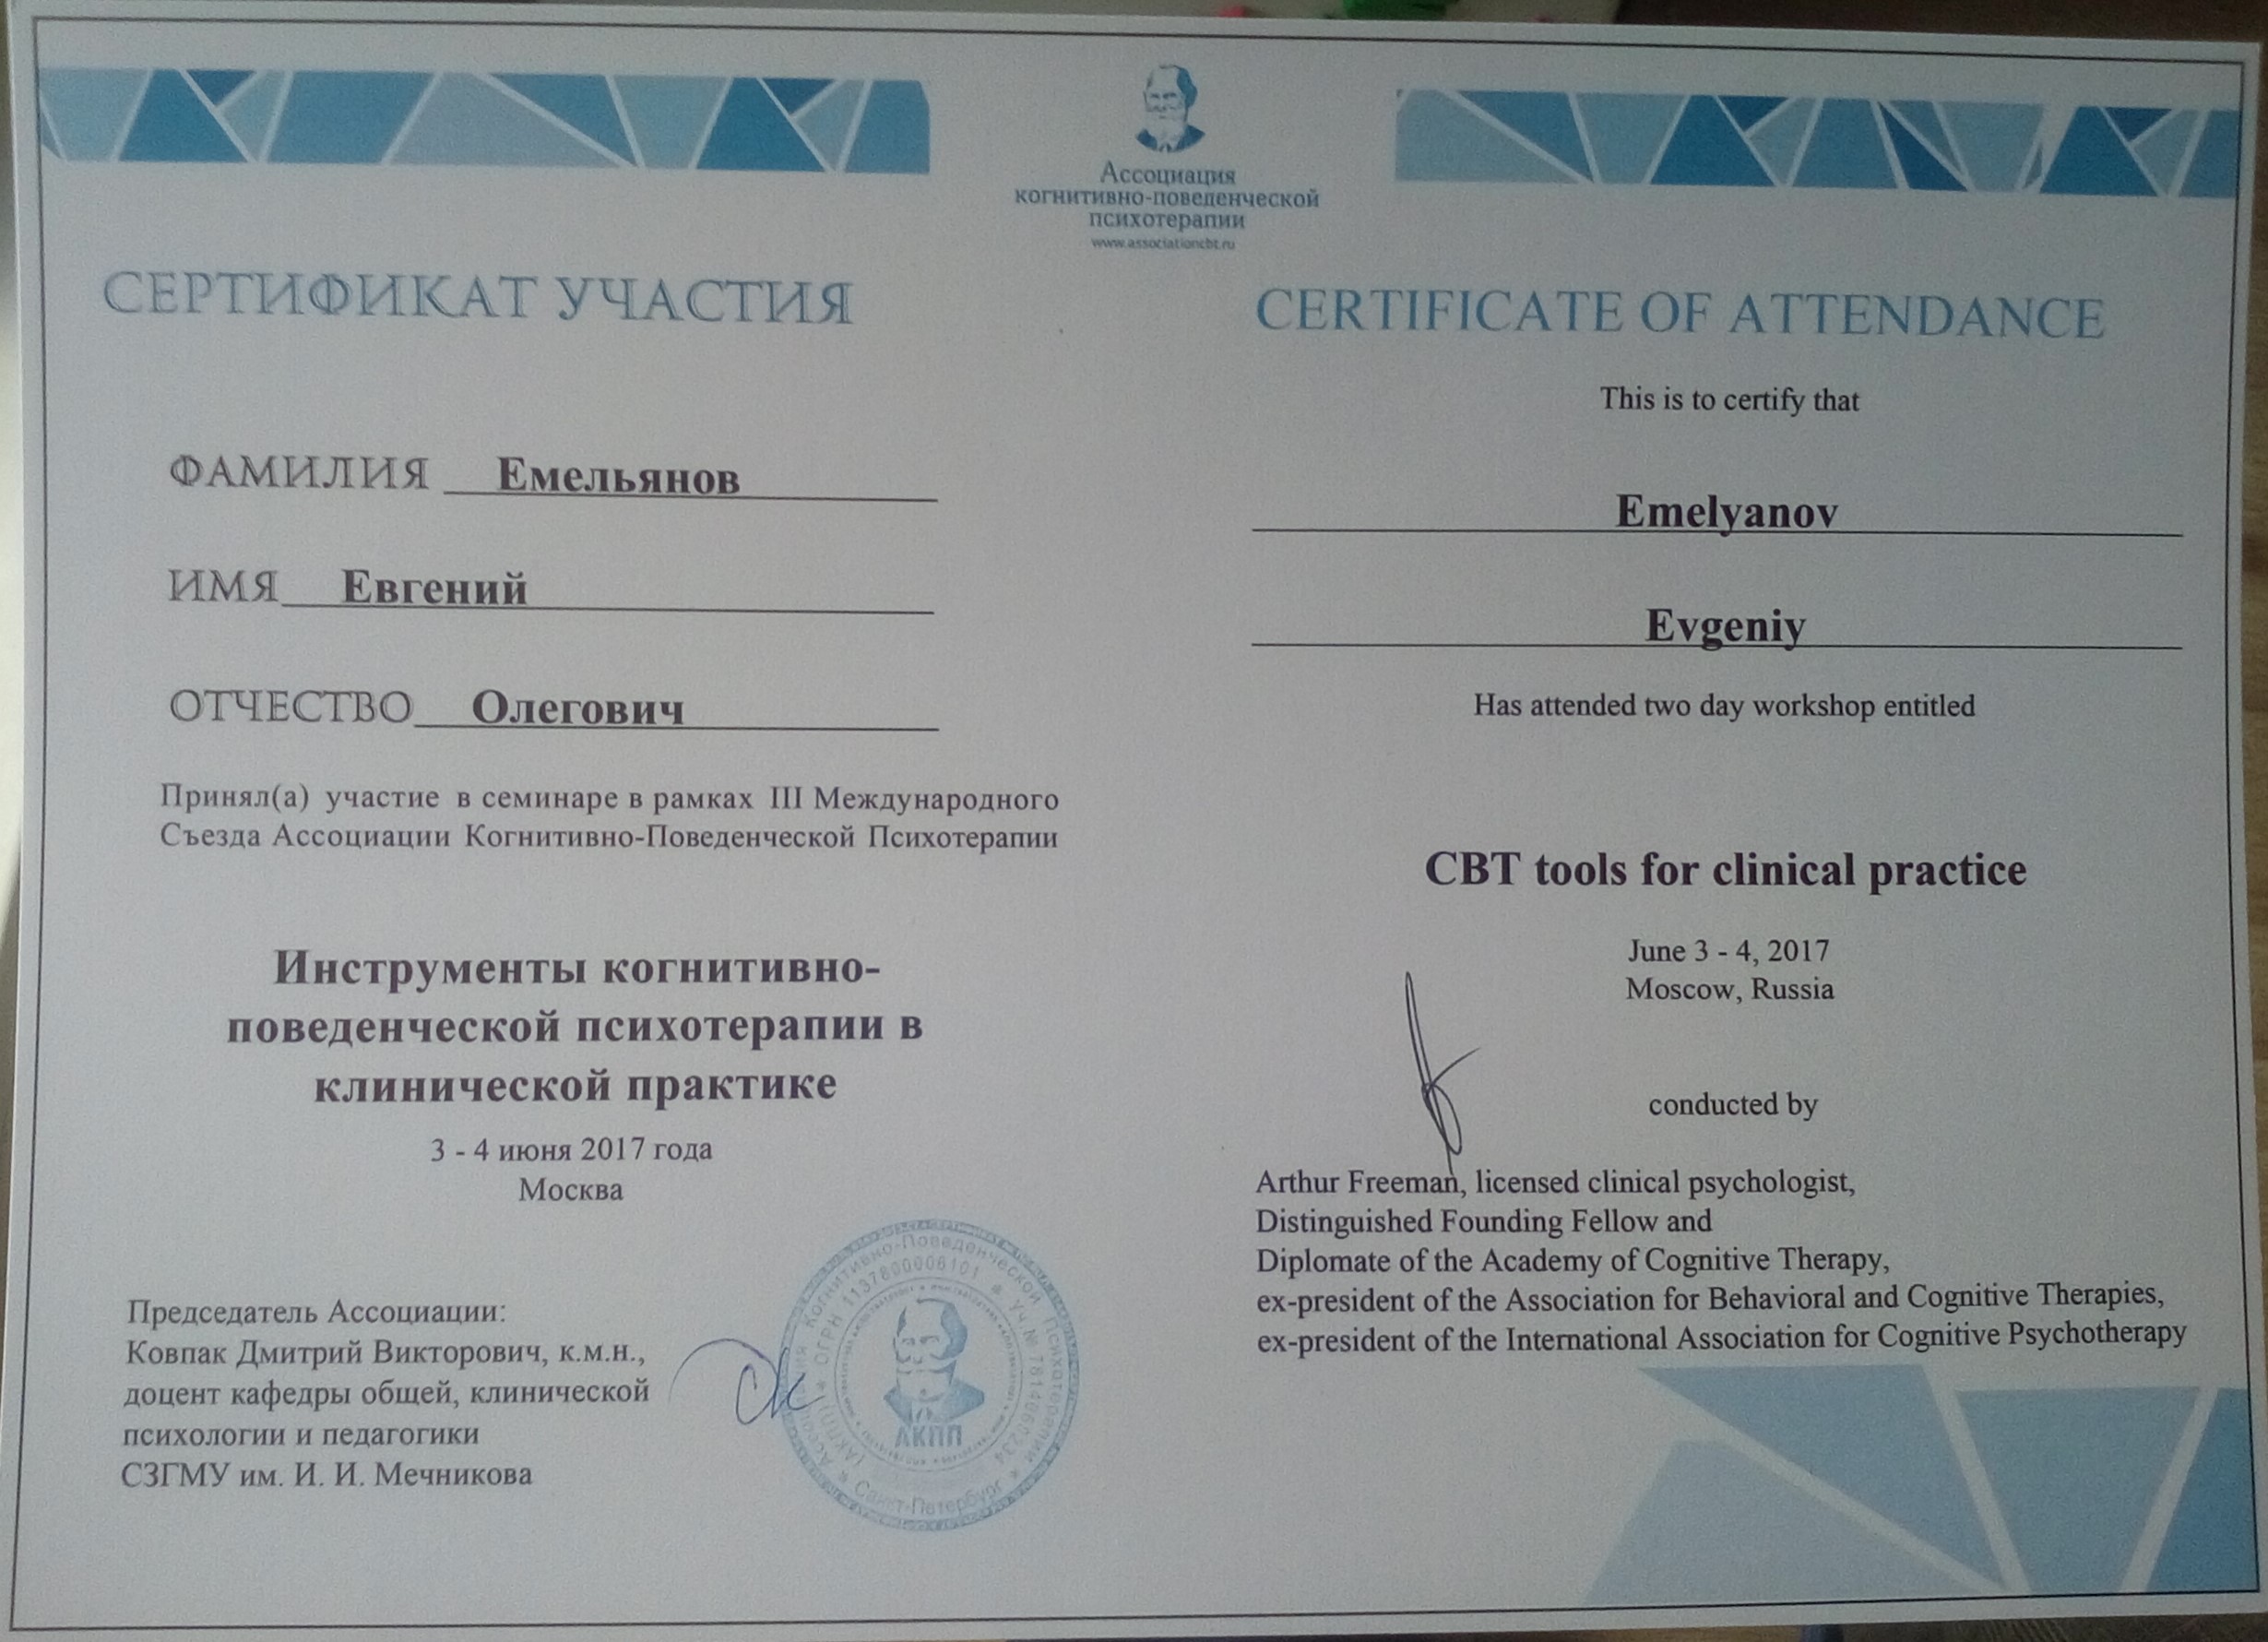 Ассоциация
когнитивно-поведенческой
психотерапии
www.associationcbt.ru
СЕРТИФИКАТ УЧАСТИЯ
ФАМИЛИЯ Емельянов
ИМЯ Евгений
ОТЧЕСТВО Олегович
Принял(а) участие в семинаре в рамках III Международного
Съезда Ассоциации Когнитивно-Поведенческой Психотерапии
Инструменты когнитивно-
поведенческой психотерапии в
клинической практике
3 - 4 июня 2017 года
Москва
Председатель Ассоциации:
Ковпак Дмитрий Викторович, к.м.н.,
доцент кафедры общей, клинической
психологии и педагогики
СЗГМУ им. И. И. Мечникова
Ассоциация Когнитивно-Поведенческой Психотерапии
(АКПП) ОГРН 1137800006101
АКПП
Санкт-Петербург
CERTIFICATE OF ATTENDANCE
This is to certify that
Emelyanov
Evgeniy
Has attended two day workshop entitled
CBT tools for clinical practice
June 3 - 4, 2017
Moscow, Russia
conducted by
Arthur Freeman, licensed clinical psychologist,
Distinguished Founding Fellow and
Diplomate of the Academy of Cognitive Therapy,
ex-president of the Association for Behavioral and Cognitive Therapies,
ex-president of the International Association for Cognitive Psychotherapy